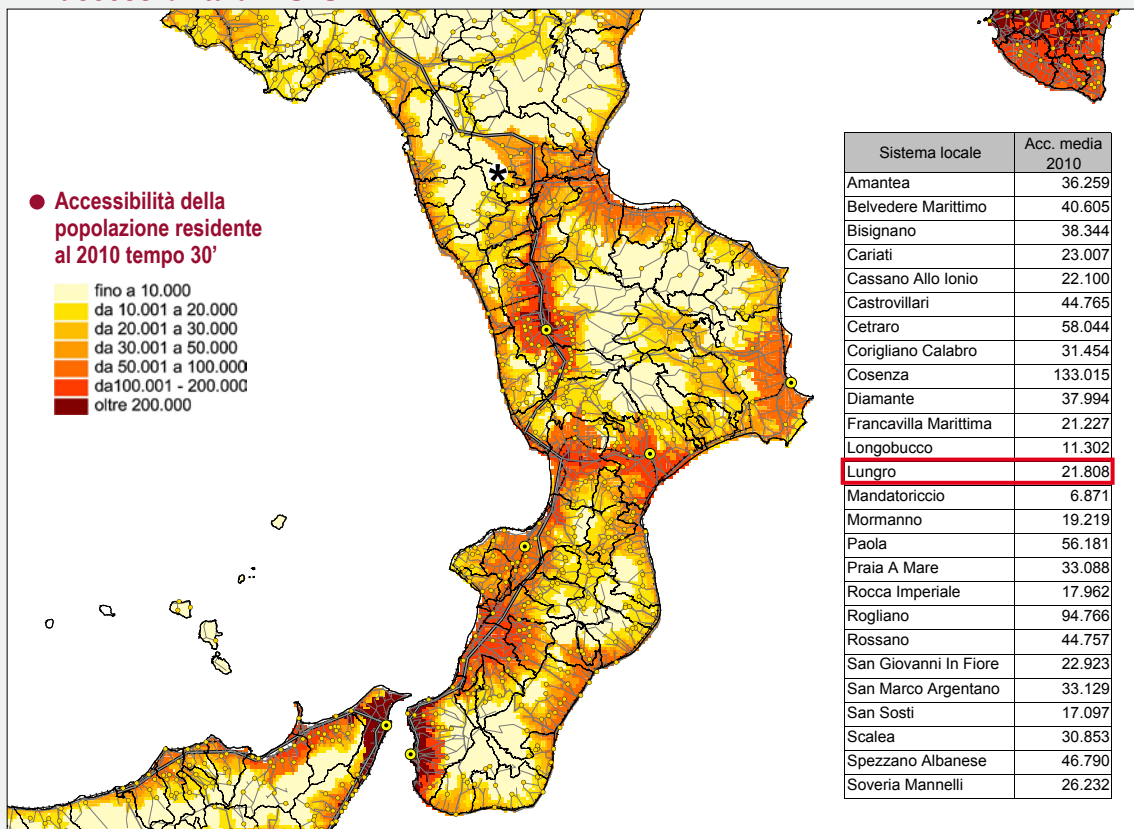 Accessibilità della
popolazione residente
al 2010 tempo 30’
fino a 10.000
da 10.001 a 20.000
da 20.001 a 30.000
da 30.001 a 50.000
da 50.001 a 100.000
da100.001 - 200.000
oltre 200.000
*
Sistema locale Acc. media 2010
Amantea 36.259
Belvedere Marittimo 40.605
Bisignano 38.344
Cariati 23.007
Cassano Allo Ionio 22.100
Castrovillari 44.765
Cetraro 58.044
Corigliano Calabro 31.454
Cosenza 133.015
Diamante 37.994
Francavilla Marittima 21.227
Longobucco 11.302
Lungro 21.808
Mandatoriccio 6.871
Mormanno 19.219
Paola 56.181
Praia A Mare 33.088
Rocca Imperiale 17.962
Rogliano 94.766
Rossano 44.757
San Giovanni In Fiore 22.923
San Marco Argentano 33.129
San Sosti 17.097
Scalea 30.853
Spezzano Albanese 46.790
Soveria Mannelli 26.232